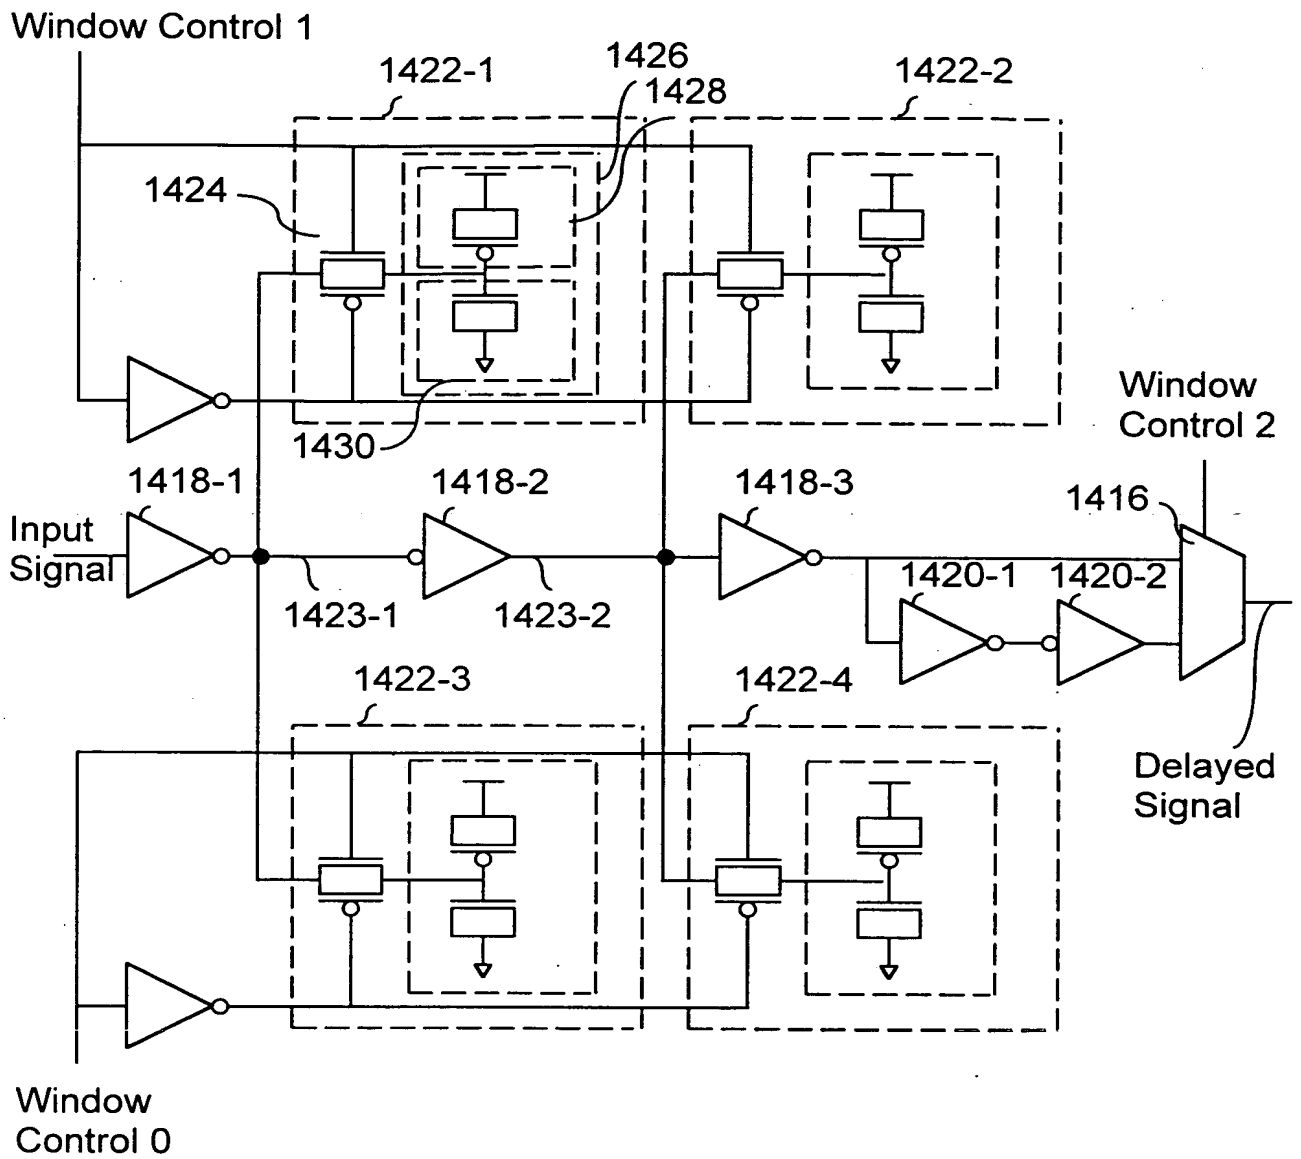 Window Control 1
1422-1
1426
1428
1422-2
1424
1430
Window
Control 2
1418-1
1418-2
1418-3
1416
Input
Signal
1423-1
1423-2
1420-1
1420-2
1422-3
1422-4
Delayed
Signal
Window
Control 0